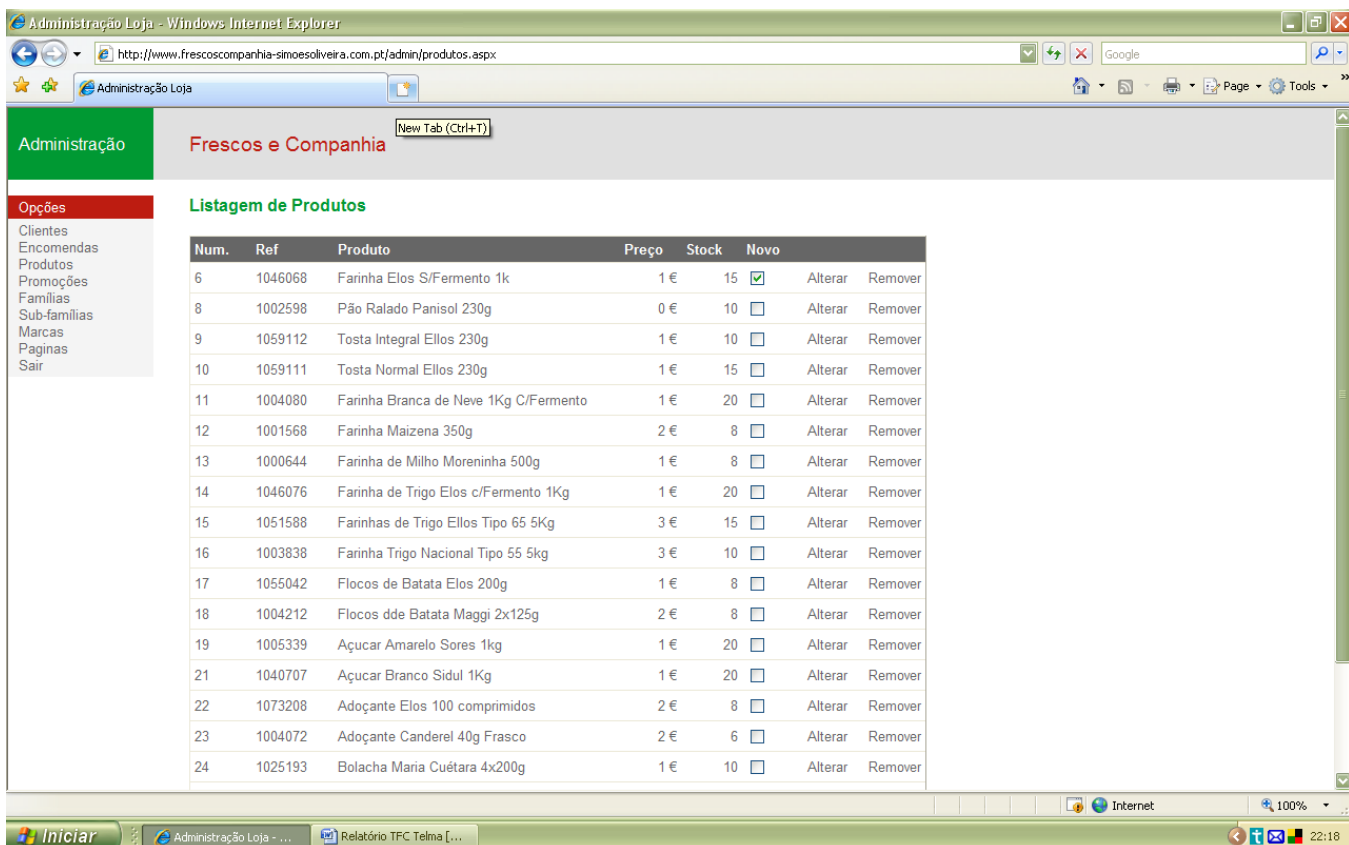 Administração Loja - Windows Internet Explorer
http://www.frescoscompanhia-simoesoliveira.com.pt/admin/produtos.aspx
Google
Administração Loja
Page
Tools
New Tab (Ctrl+T)
Administração
Frescos e Companhia
Opções
Clientes
Encomendas
Produtos
Promoções
Famílias
Sub-famílias
Marcas
Paginas
Sair
Listagem de Produtos
Num. Ref Produto Preço Stock Novo
6 1046068 Farinha Elos S/Fermento 1k 1 € 15 Alterar Remover
8 1002598 Pão Ralado Panisol 230g 0 € 10 Alterar Remover
9 1059112 Tosta Integral Ellos 230g 1 € 10 Alterar Remover
10 1059111 Tosta Normal Ellos 230g 1 € 15 Alterar Remover
11 1004080 Farinha Branca de Neve 1Kg C/Fermento 1 € 20 Alterar Remover
12 1001568 Farinha Maizena 350g 2 € 8 Alterar Remover
13 1000644 Farinha de Milho Moreninha 500g 1 € 8 Alterar Remover
14 1046076 Farinha de Trigo Elos c/Fermento 1Kg 1 € 20 Alterar Remover
15 1051588 Farinhas de Trigo Ellos Tipo 65 5Kg 3 € 15 Alterar Remover
16 1003838 Farinha Trigo Nacional Tipo 55 5kg 3 € 10 Alterar Remover
17 1055042 Flocos de Batata Elos 200g 1 € 8 Alterar Remover
18 1004212 Flocos dde Batata Maggi 2x125g 2 € 8 Alterar Remover
19 1005339 Açucar Amarelo Sores 1kg 1 € 20 Alterar Remover
21 1040707 Açucar Branco Sidul 1Kg 1 € 20 Alterar Remover
22 1073208 Adoçante Elos 100 comprimidos 2 € 8 Alterar Remover
23 1004072 Adoçante Canderel 40g Frasco 2 € 6 Alterar Remover
24 1025193 Bolacha Maria Cuétara 4x200g 1 € 10 Alterar Remover
Internet 100%
Iniciar Administração Loja - ... Relatório TFC Telma [... 22:18